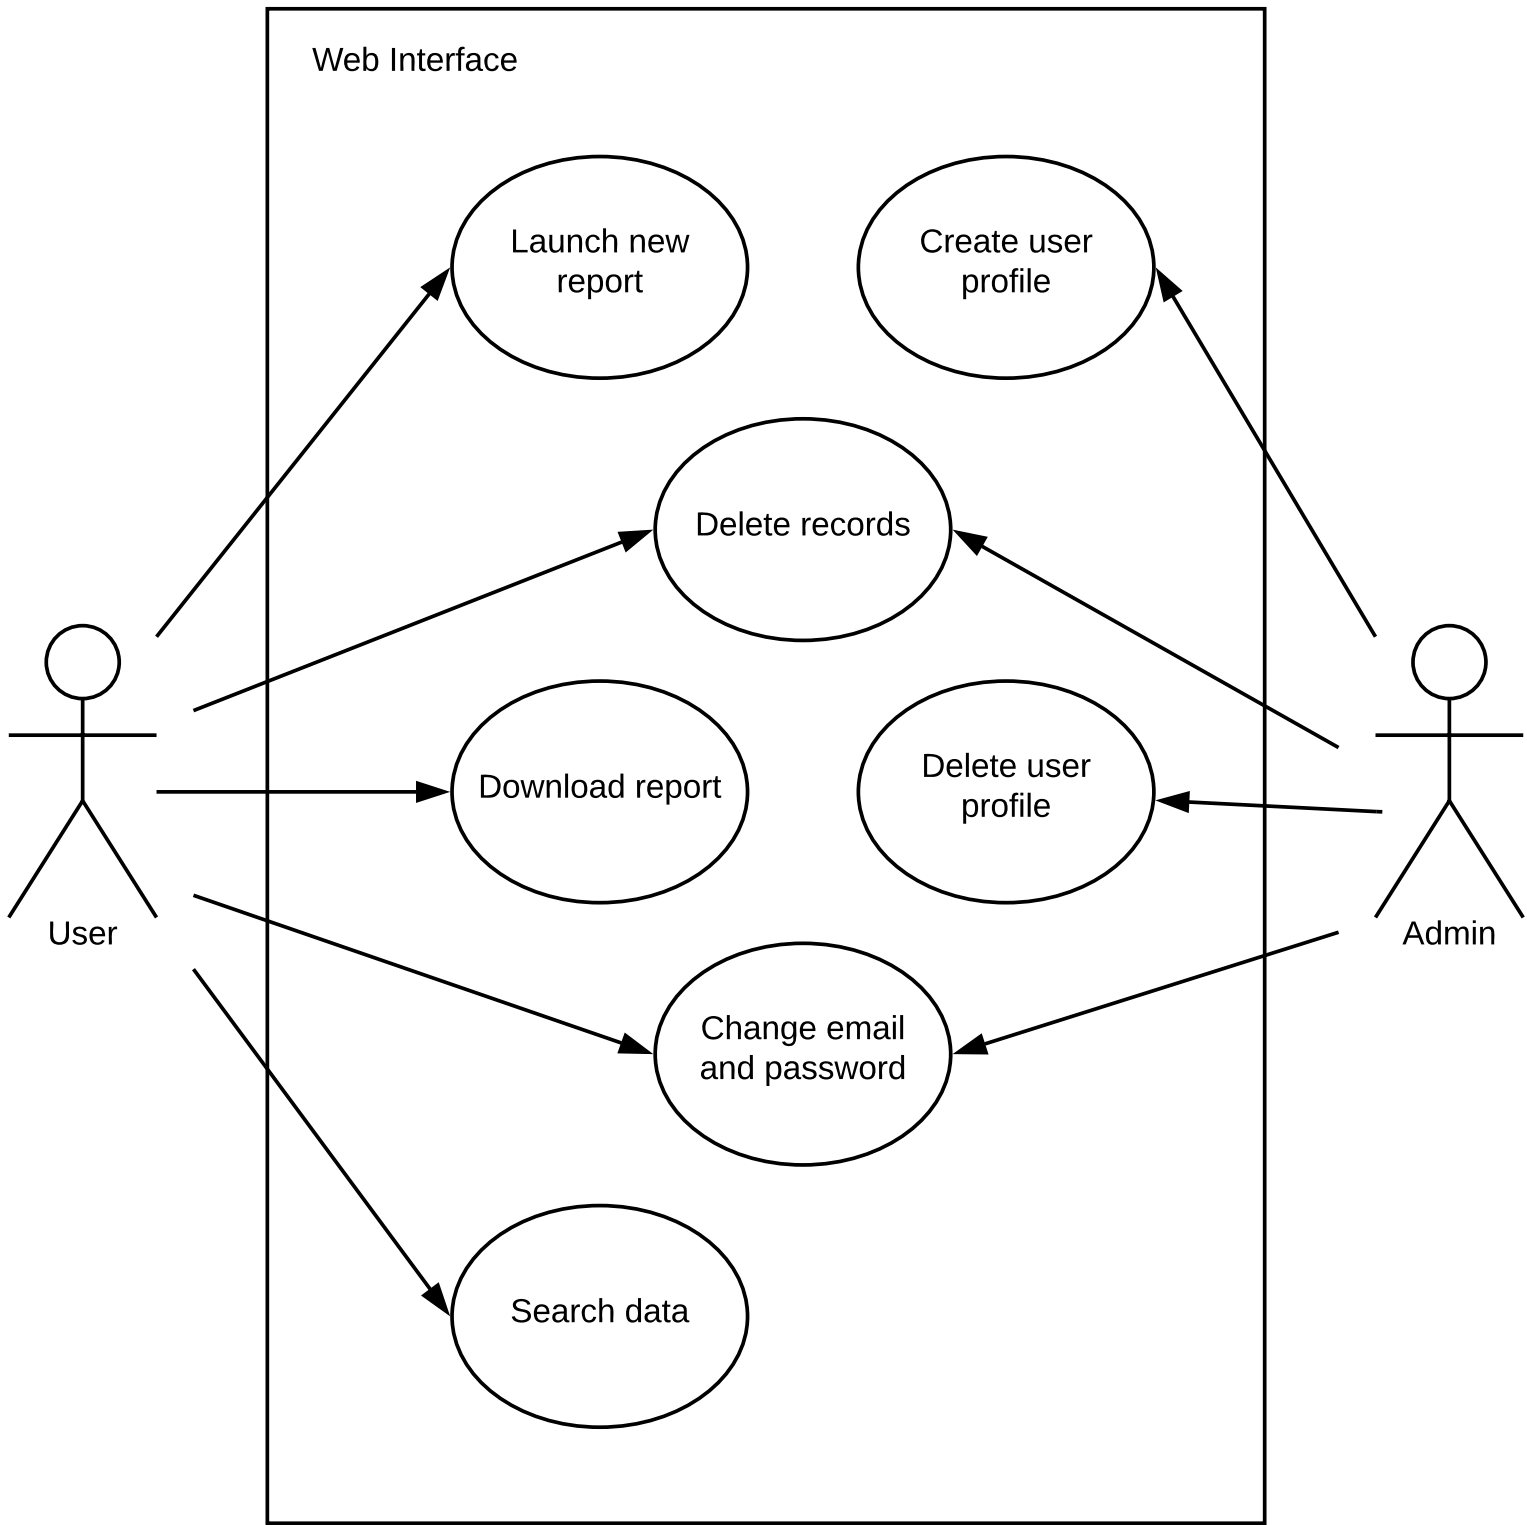 Web Interface
Launch new
report
Create user
profile
Delete records
Download report
Delete user
profile
User
Admin
Change email
and password
Search data